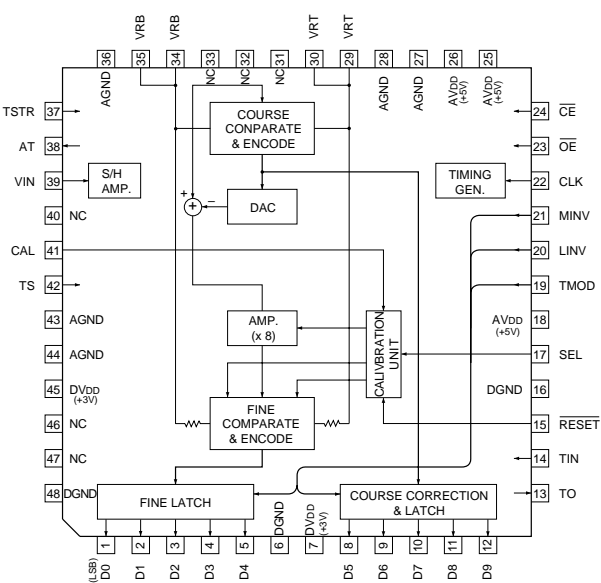 VRB
VRB
VRT
VRT
36
35
34
33
32
31
30
29
28
27
26
25
AGND
NC
NC
NC
AGND
AGND
AVDD
(+5V)
AVDD
(+5V)
TSTR 37
AT 38
VIN 39
40 NC
CAL 41
TS 42
43 AGND
44 AGND
45 DVDD
(+3V)
46 NC
47 NC
48 DGND
COURSE
CONPARATE
& ENCODE
S/H
AMP.
TIMING
GEN.
+
+
–
DAC
AMP.
(x 8)
CALIVBRATION
UNIT
FINE
COMPARATE
& ENCODE
FINE LATCH
COURSE CORRECTION
& LATCH
24 CE
23 OE
22 CLK
21 MINV
20 LINV
19 TMOD
AVDD 18
(+5V)
17 SEL
DGND 16
15 RESET
14 TIN
13 TO
DGND
DVDD
(+3V)
1
2
3
4
5
6
7
8
9
10
11
12
(LSB)
D0
D1
D2
D3
D4
D5
D6
D7
D8
D9